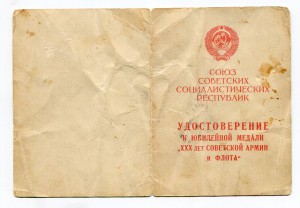 СОЮЗ
СОВЕТСКИХ
СОЦИАЛИСТИЧЕСКИХ
РЕСПУБЛИК
УДОСТОВЕРЕНИЕ
К ЮБИЛЕЙНОЙ МЕДАЛИ
„XXX ЛЕТ СОВЕТСКОЙ АРМИИ
И ФЛОТА“